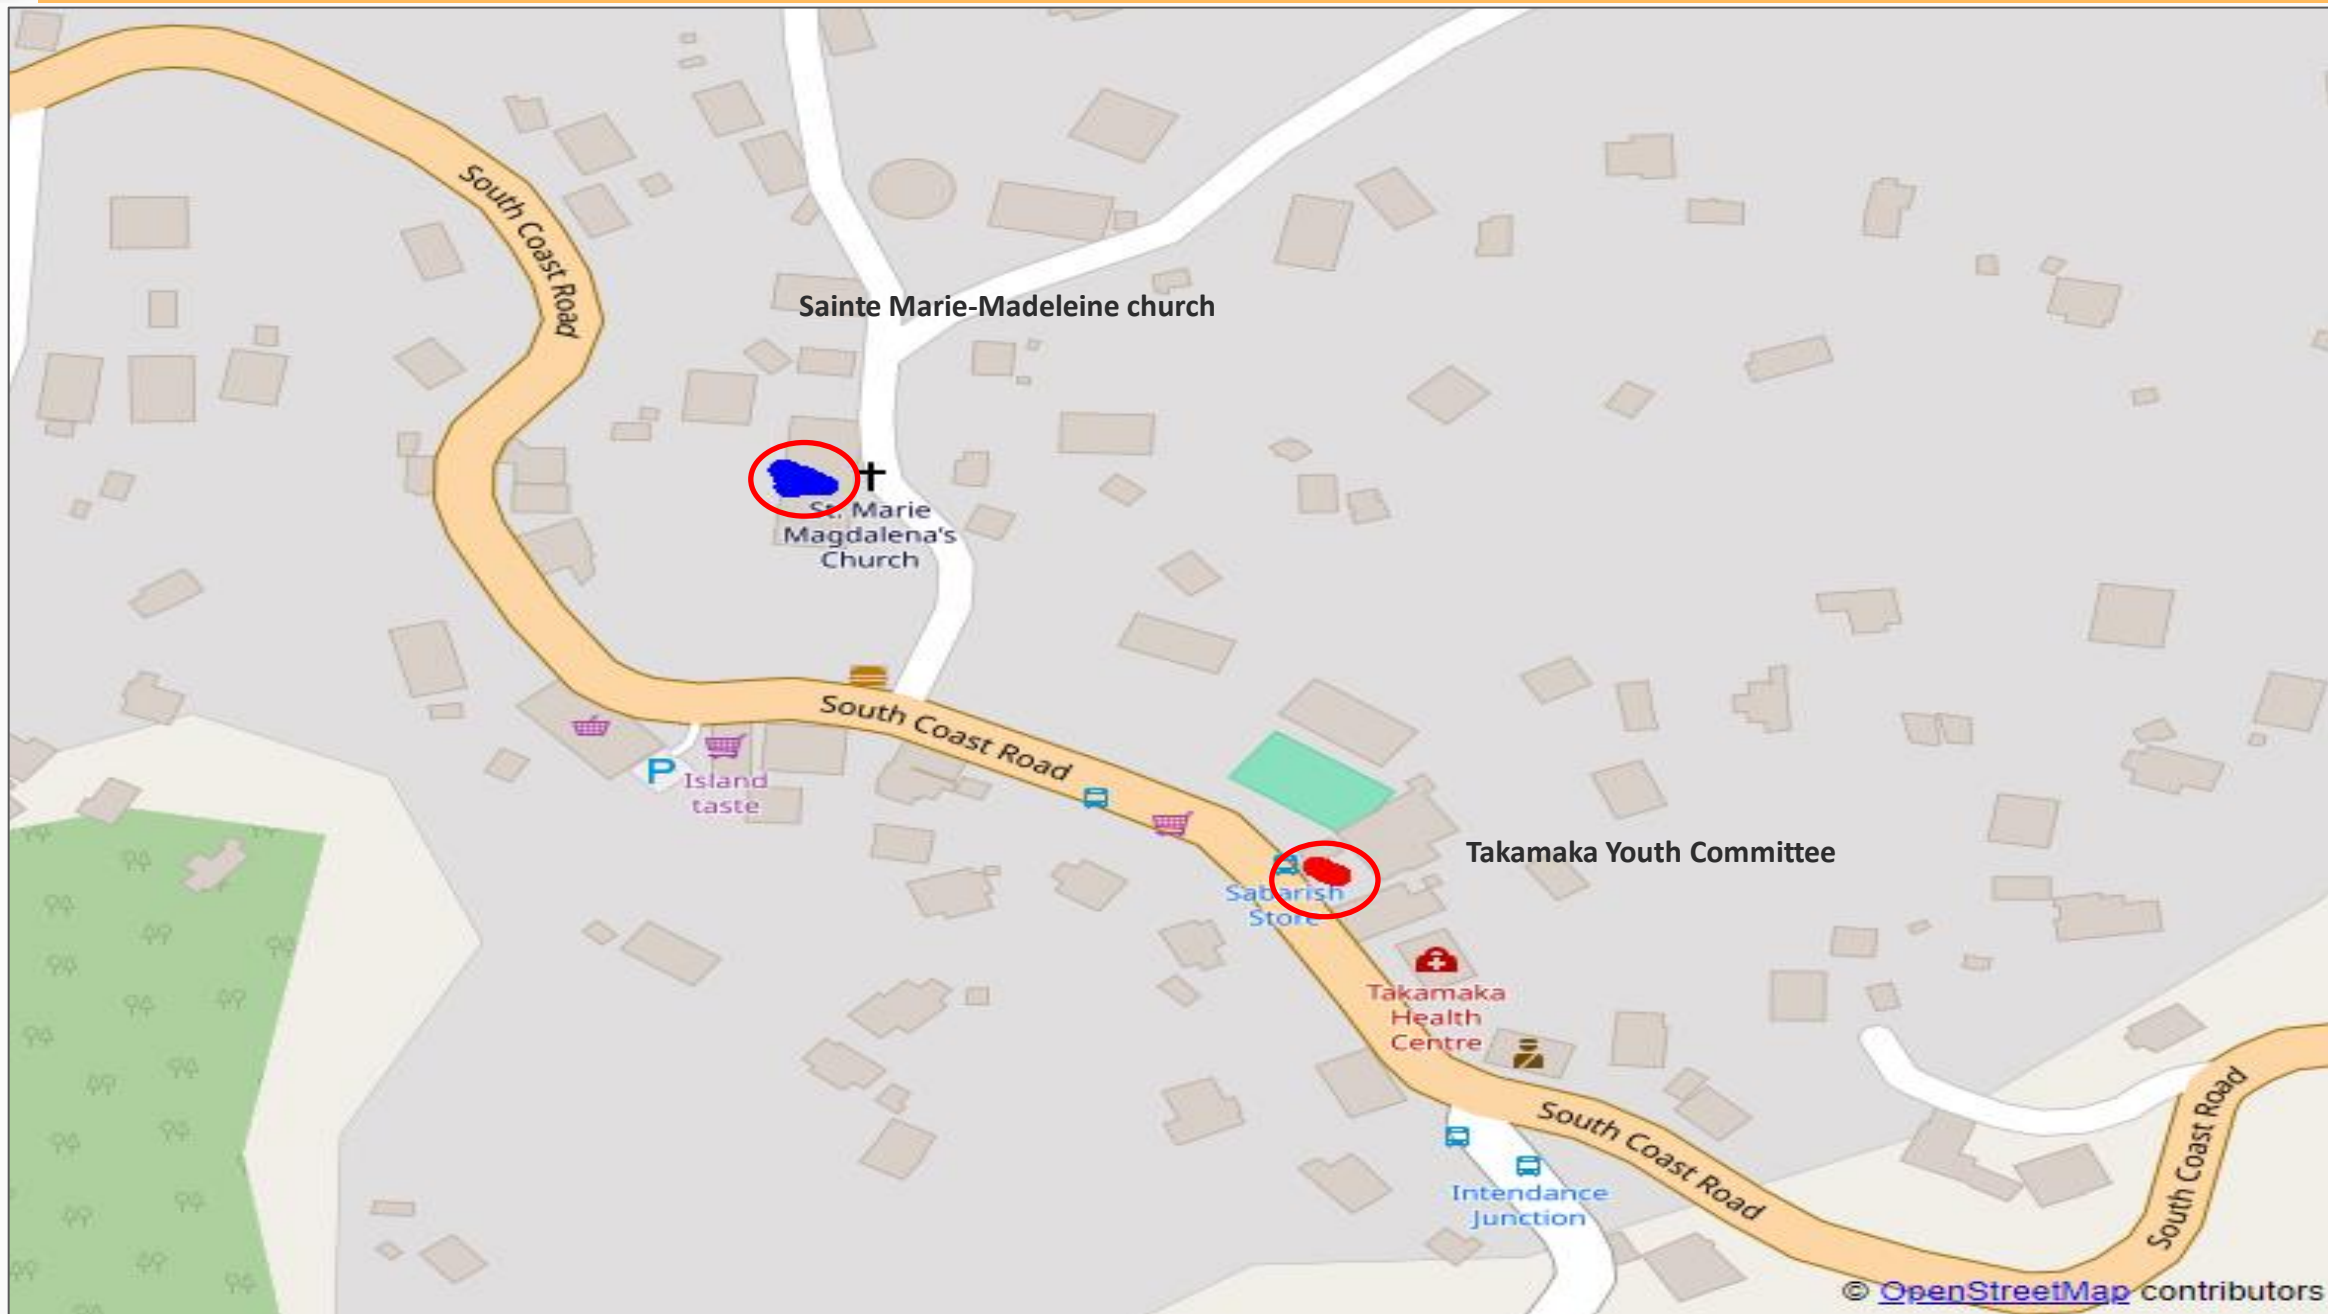 South Coast Road
Sainte Marie-Madeleine church
St. Marie
Magdalena's
Church
South Coast Road
P
Island
taste
Takamaka Youth Committee
Sabarish
Store
Takamaka
Health
Centre
South Coast Road
South Coast Road
Intendance
Junction
© OpenStreetMap contributors